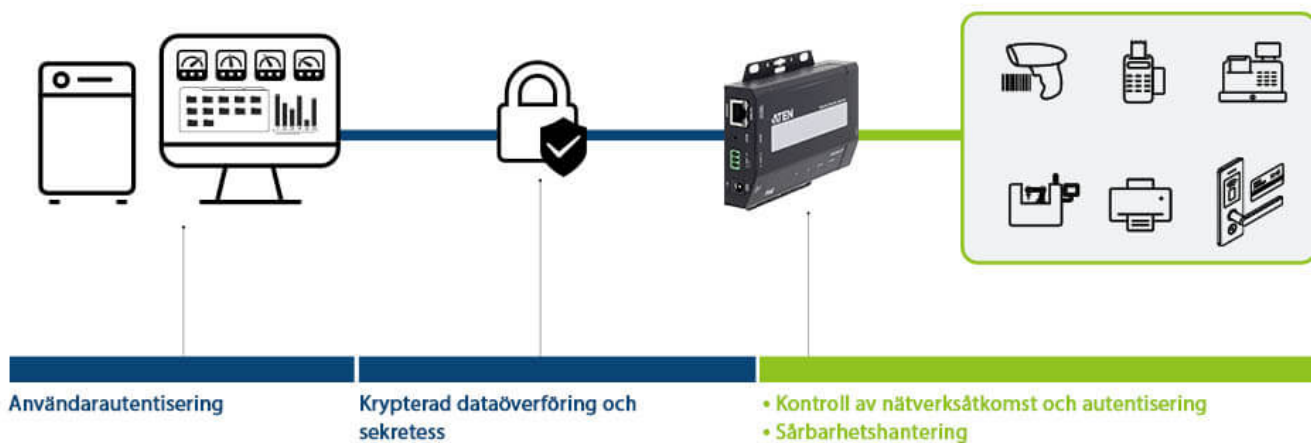 ATEN
Användarautentisering
Krypterad dataöverföring och
sekretess
• Kontroll av nätverksåtkomst och autentisering
• Sårbarhetshantering